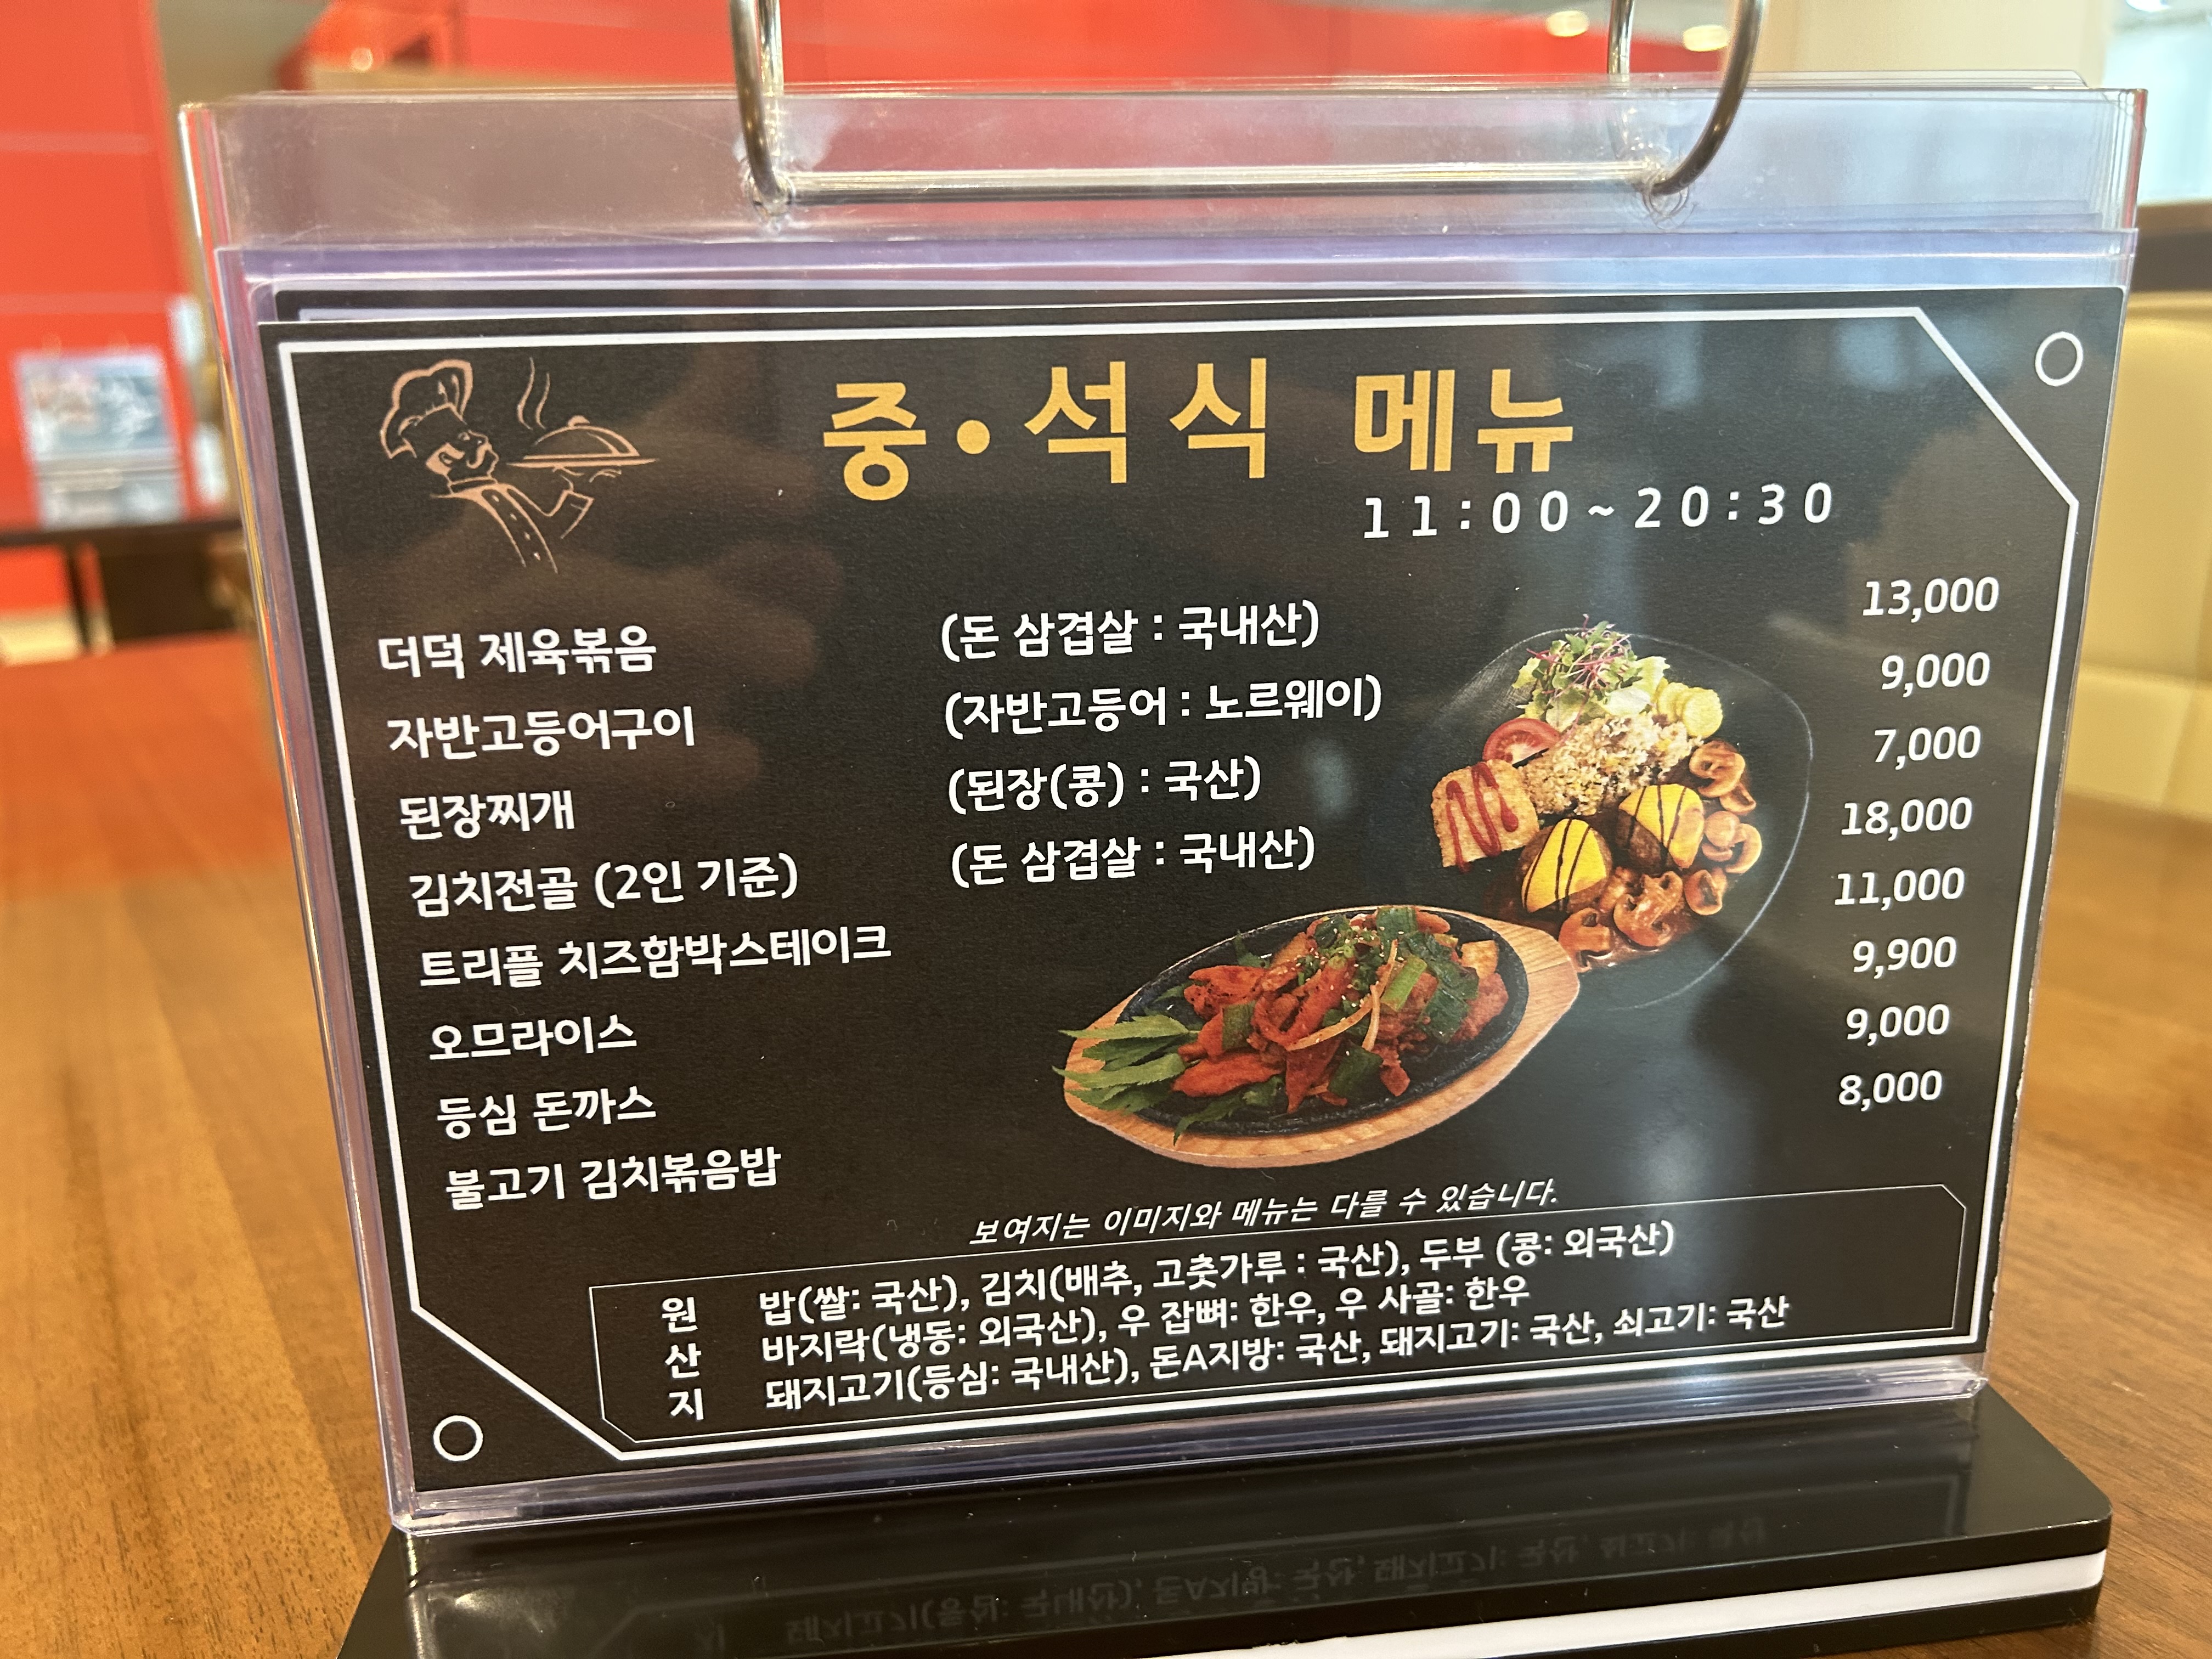 중•석식 메뉴
11:00~20:30
더덕 제육볶음 (돈 삼겹살 : 국내산) 13,000
자반고등어구이 (자반고등어 : 노르웨이) 9,000
된장찌개 (된장(콩) : 국산) 7,000
김치전골 (2인 기준) (돈 삼겹살 : 국내산) 18,000
트리플 치즈함박스테이크 11,000
오므라이스 9,900
등심 돈까스 9,000
불고기 김치볶음밥 8,000
보여지는 이미지와 메뉴는 다를 수 있습니다.
원 밥(쌀: 국산), 김치(배추, 고춧가루 : 국산), 두부 (콩: 외국산)
산 바지락(냉동: 외국산), 우 잡뼈: 한우, 우 사골: 한우
지 돼지고기(등심: 국내산), 돈A지방: 국산, 돼지고기: 국산, 쇠고기: 국산